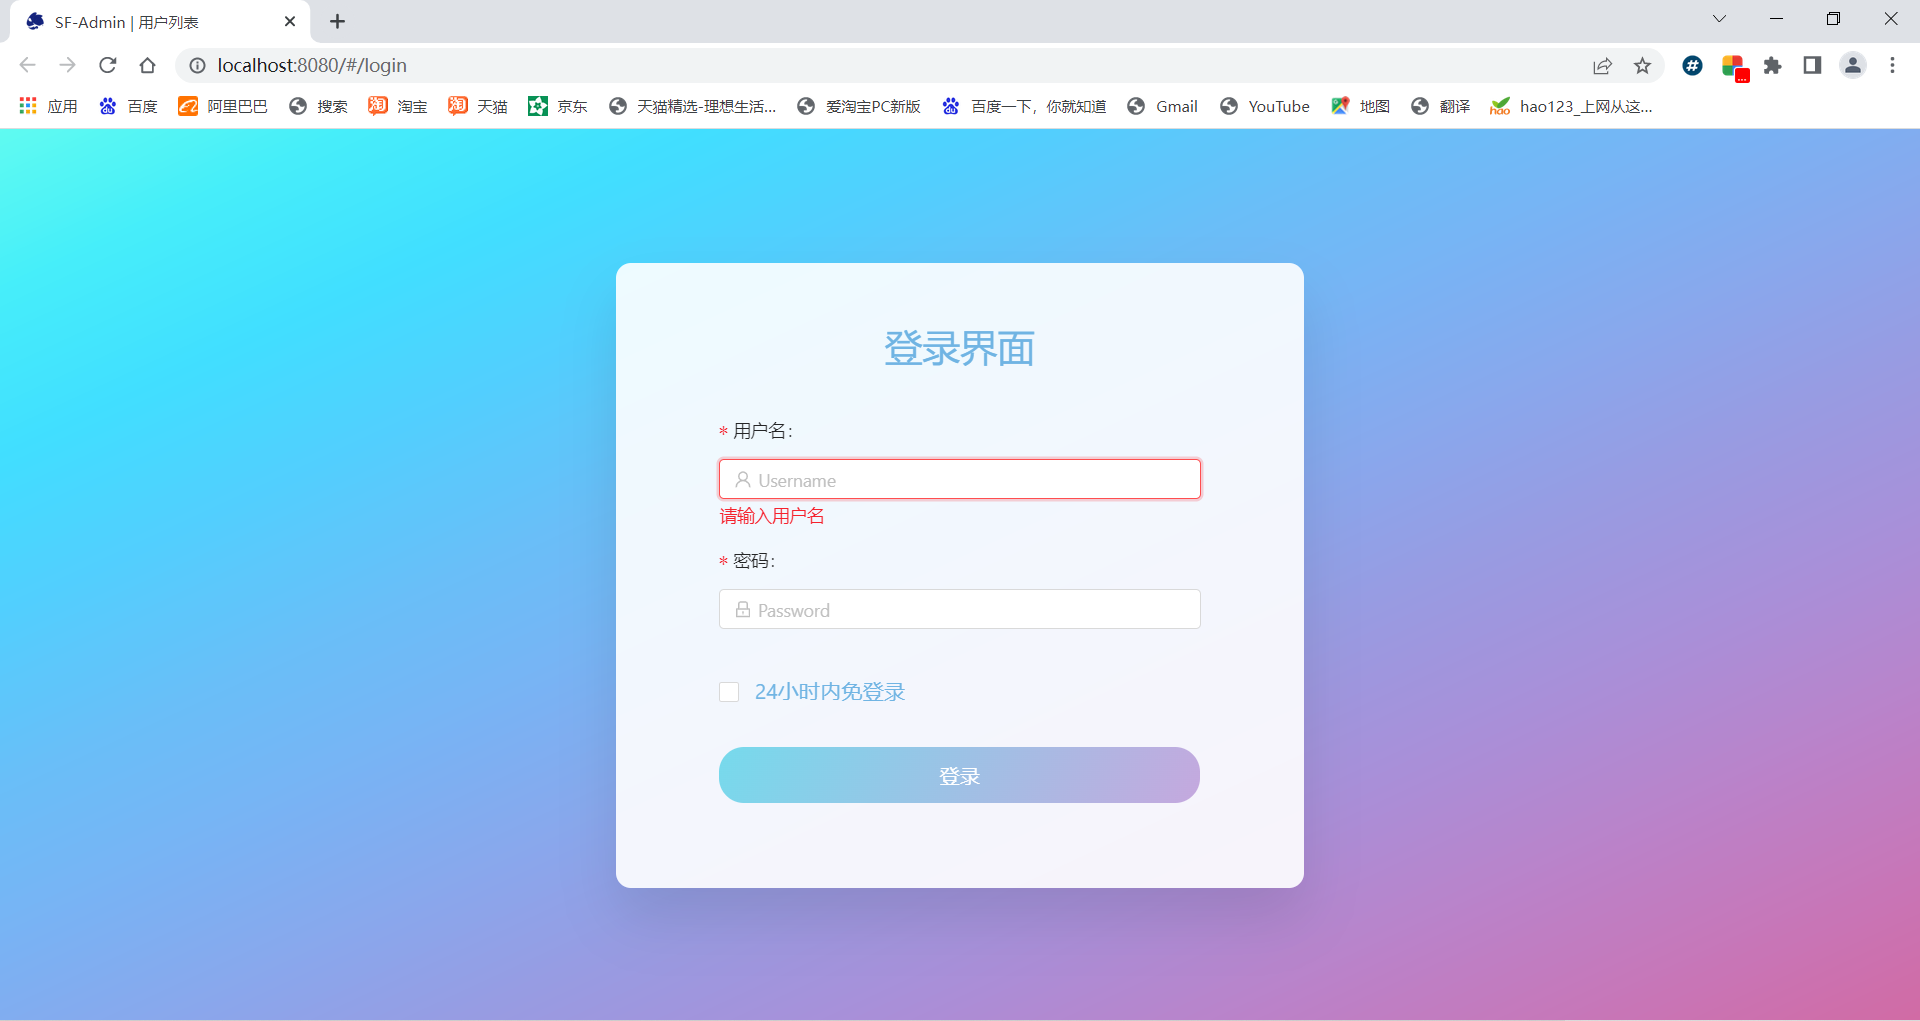 SF-Admin | 用户列表
localhost:8080/#/login
应用 百度 阿里巴巴 搜索 淘宝 天猫 京东 天猫精选-理想生活... 爱淘宝PC新版 百度一下，你就知道 Gmail YouTube 地图 翻译 hao123_上网从这...
登录界面
* 用户名:
Username
请输入用户名
* 密码:
Password
24小时内免登录
登录